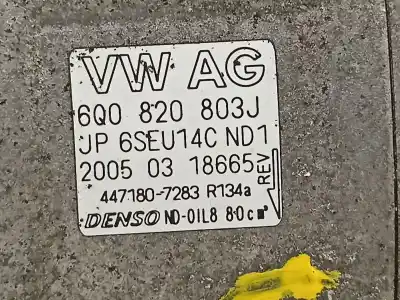 VW AG
6Q0 820 803J
JP 6SEU14C ND1
2005 03 18665
REV
447180-7283 R134a
DENSO ND-OIL8 80cm³